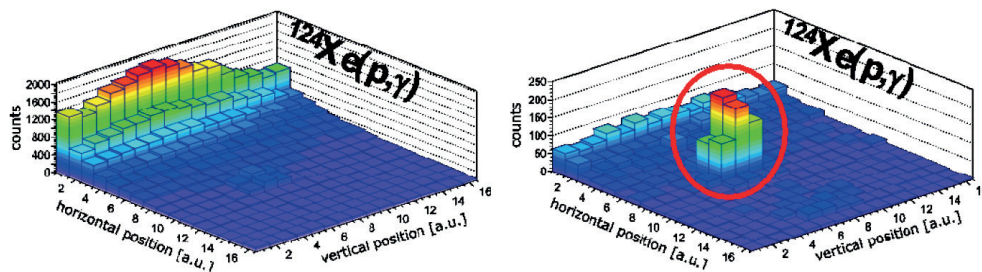 124Xe(p,γ)
2000
1600
1200
800
400
0
counts
2 4 6 8 10 12 14 16
horizontal position [a.u.]
2 4 6 8 10 12 14 16
vertical position [a.u.]
124Xe(p,γ)
250
200
150
100
50
0
counts
2 4 6 8 10 12 14 16
horizontal position [a.u.]
2 4 6 8 10 12 14 1
vertical position [a.u.]